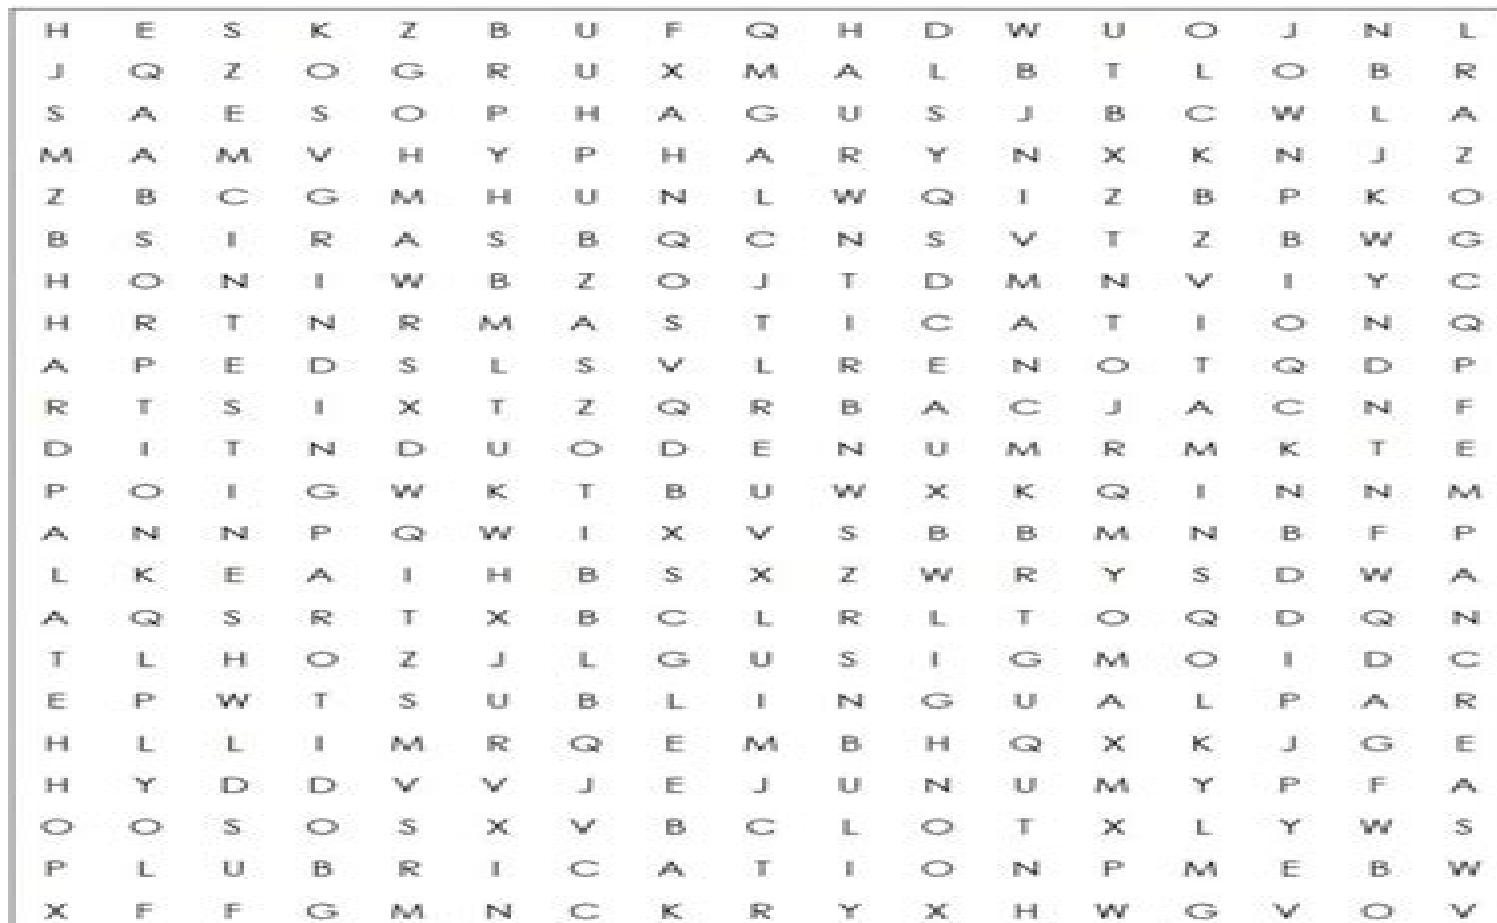 H E S K Z B U F Q H D W U O J N L
J Q Z O G R U X M A L B T L O B R
S A E S O P H A G U S J B C W L A
M A M V H Y P H A R Y N X K N J Z
Z B C G M H U N L W Q I Z B P K O
B S I R A S B Q C N S V T Z B W G
H O N I W B Z O J T D M N V I Y C
H R T N R M A S T I C A T I O N Q
A P E D S L S V L R E N O T Q D P
R T S I X T Z Q R B A C J A C N F
D I T N D U O D E N U M R M K T E
P O I G W K T B U W X K Q I N N M
A N N P Q W I X V S B B M N B F P
L K E A I H B S X Z W R Y S D W A
A Q S R T X B C L R L T O Q D Q N
T L H O Z J L G U S I G M O I D C
E P W T S U B L I N G U A L P A R
H L L I M R Q E M B H Q X K J G E
H Y D D V V J E J U N U M Y P F A
O O S O S X V B C L O T X L Y W S
P L U B R I C A T I O N P M E B W
X F F G M N C K R Y X H W G V O V